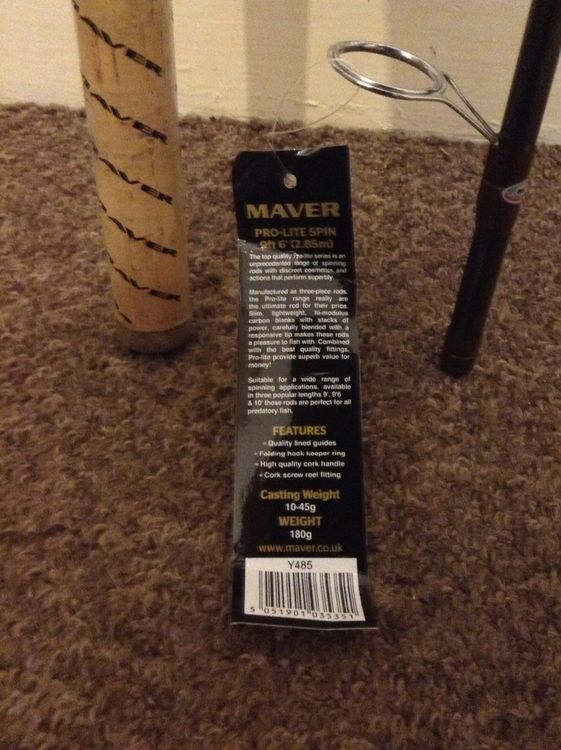 MAVER
MAVER
MAVER
MAVER
MAVER
MAVER
PRO-LITE SPIN
9ft 6' (2.85m)
The top quality Pro-lite series is an
unprecedented range of spinning
rods with discreet cosmetics and
actions that perform superbly.
Manufactured as three-piece rods,
the Pro-lite range really are
the ultimate rod for their price.
Slim, lightweight, hi-modulus
carbon blanks with stacks of
power, carefully blended with a
responsive tip makes these rods
a pleasure to fish with. Combined
with the best quality fittings,
Pro-lite provide superb value for
money!
Suitable for a wide range of
spinning applications, available
in three popular lengths 9', 9'6
& 10' those rods are perfect for all
predatory fish.
FEATURES
• Quality lined guides
• Folding hook keeper ring
• High quality cork handle
• Cork screw reel fitting
Casting Weight
10-45g
WEIGHT
180g
www.maver.co.uk
Y485
5 051901 035351